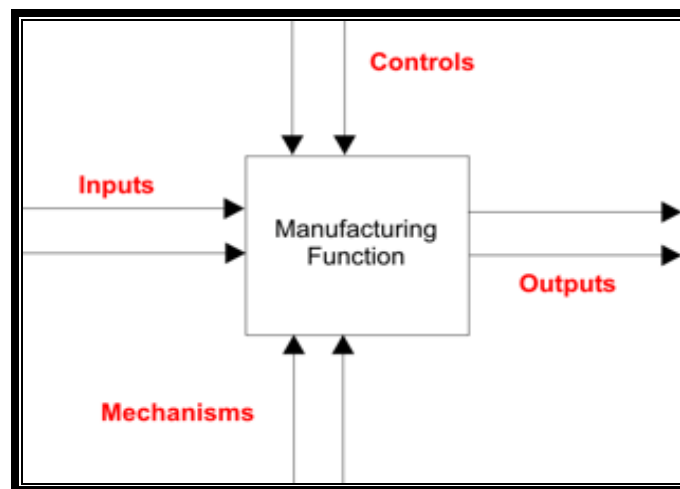 Controls
Inputs
Manufacturing
Function
Outputs
Mechanisms